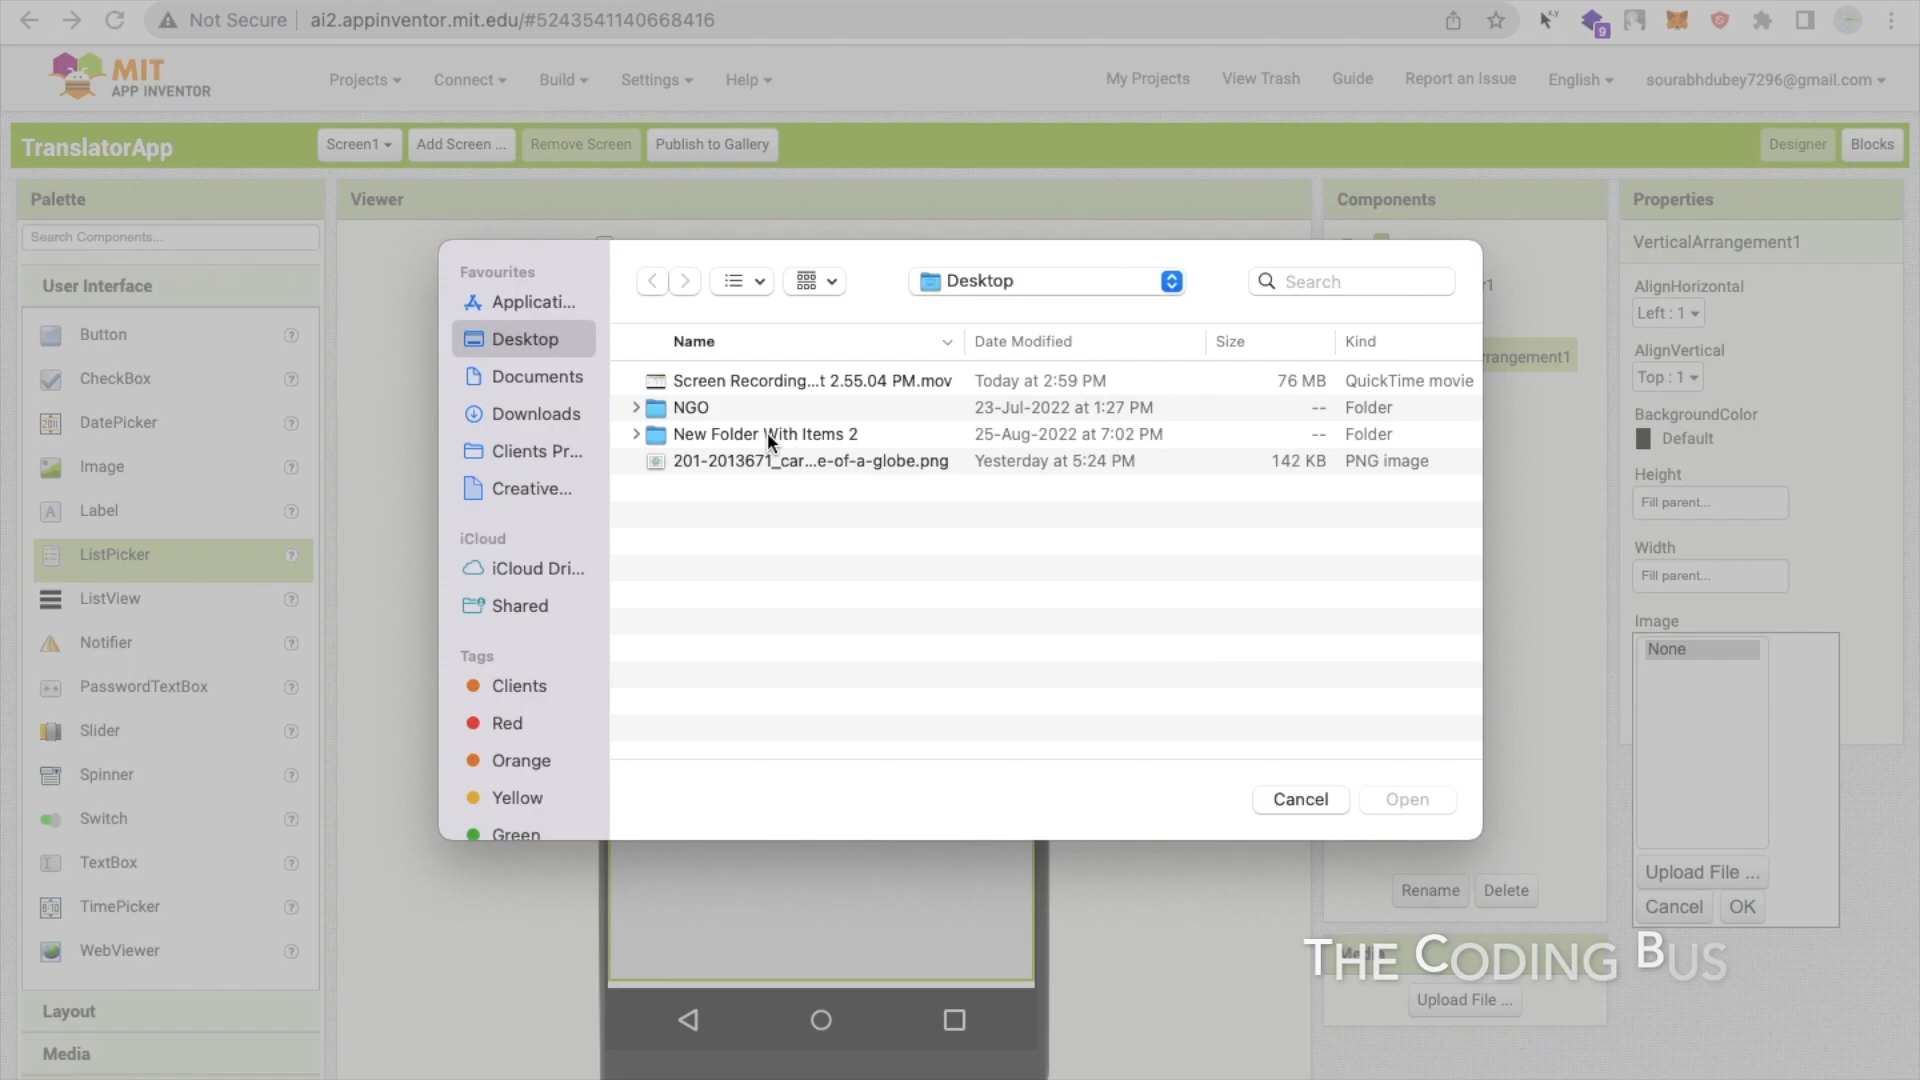 Not Secure
ai2.appinventor.mit.edu/#5243541140668416
9
MIT
APP INVENTOR
Projects
Connect
Build
Settings
Help
My Projects
View Trash
Guide
Report an Issue
English
sourabhdubey7296@gmail.com
TranslatorApp
Screen1
Add Screen ...
Remove Screen
Publish to Gallery
Designer
Blocks
Palette
Search Components...
User Interface
Button
CheckBox
DatePicker
Image
Label
ListPicker
ListView
Notifier
PasswordTextBox
Slider
Spinner
Switch
TextBox
TimePicker
WebViewer
Layout
Media
Viewer
Favourites
Applicati...
Desktop
Documents
Downloads
Clients Pr...
Creative...
iCloud
iCloud Dri...
Shared
Tags
Clients
Red
Orange
Yellow
Green
Desktop
Search
Name
Date Modified
Size
Kind
Screen Recording...t 2.55.04 PM.mov
Today at 2:59 PM
76 MB
QuickTime movie
NGO
23-Jul-2022 at 1:27 PM
--
Folder
New Folder With Items 2
25-Aug-2022 at 7:02 PM
--
Folder
201-2013671_car...e-of-a-globe.png
Yesterday at 5:24 PM
142 KB
PNG image
Cancel
Open
Components
r1
rrangement1
Rename
Delete
Media
Upload File ...
Properties
VerticalArrangement1
AlignHorizontal
Left : 1
AlignVertical
Top : 1
BackgroundColor
Default
Height
Fill parent...
Width
Fill parent...
Image
None
Upload File ...
Cancel
OK
THE CODING BUS